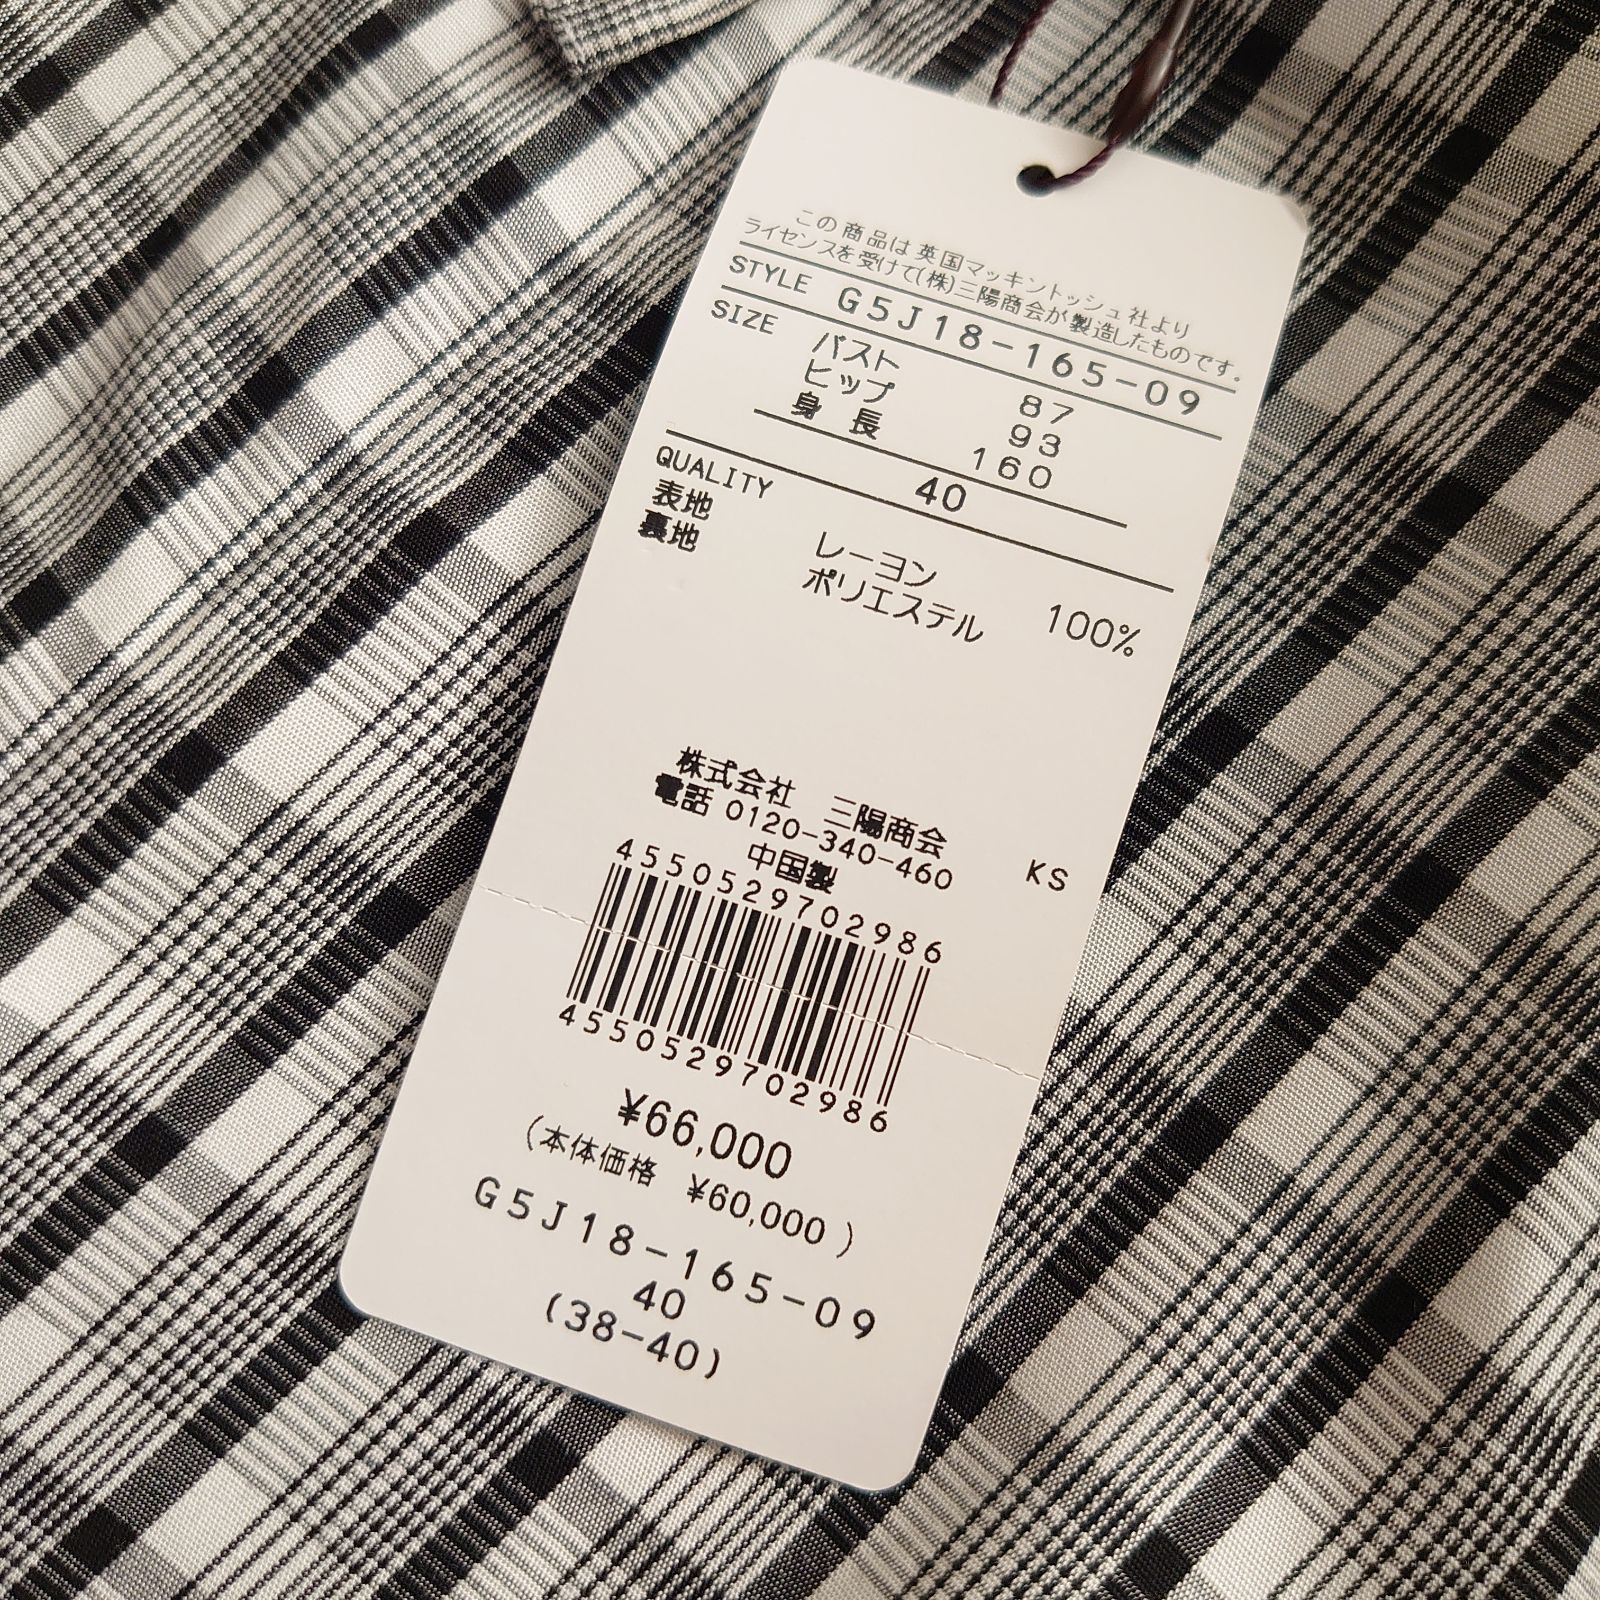 この商品は英国マッキントッシュ社より
ライセンスを受けて(株)三陽商会が製造したものです。
STYLE G5J18-165-09
SIZE バスト 87
ヒップ 93
身長 160
40
QUALITY
表地 レーヨン 100%
裏地 ポリエステル
株式会社 三陽商会
電話 0120-340-460 KS
中国製
4550529702986
4550529702986
¥66,000
(本体価格 ¥60,000)
G5J18-165-09
40
(38-40)